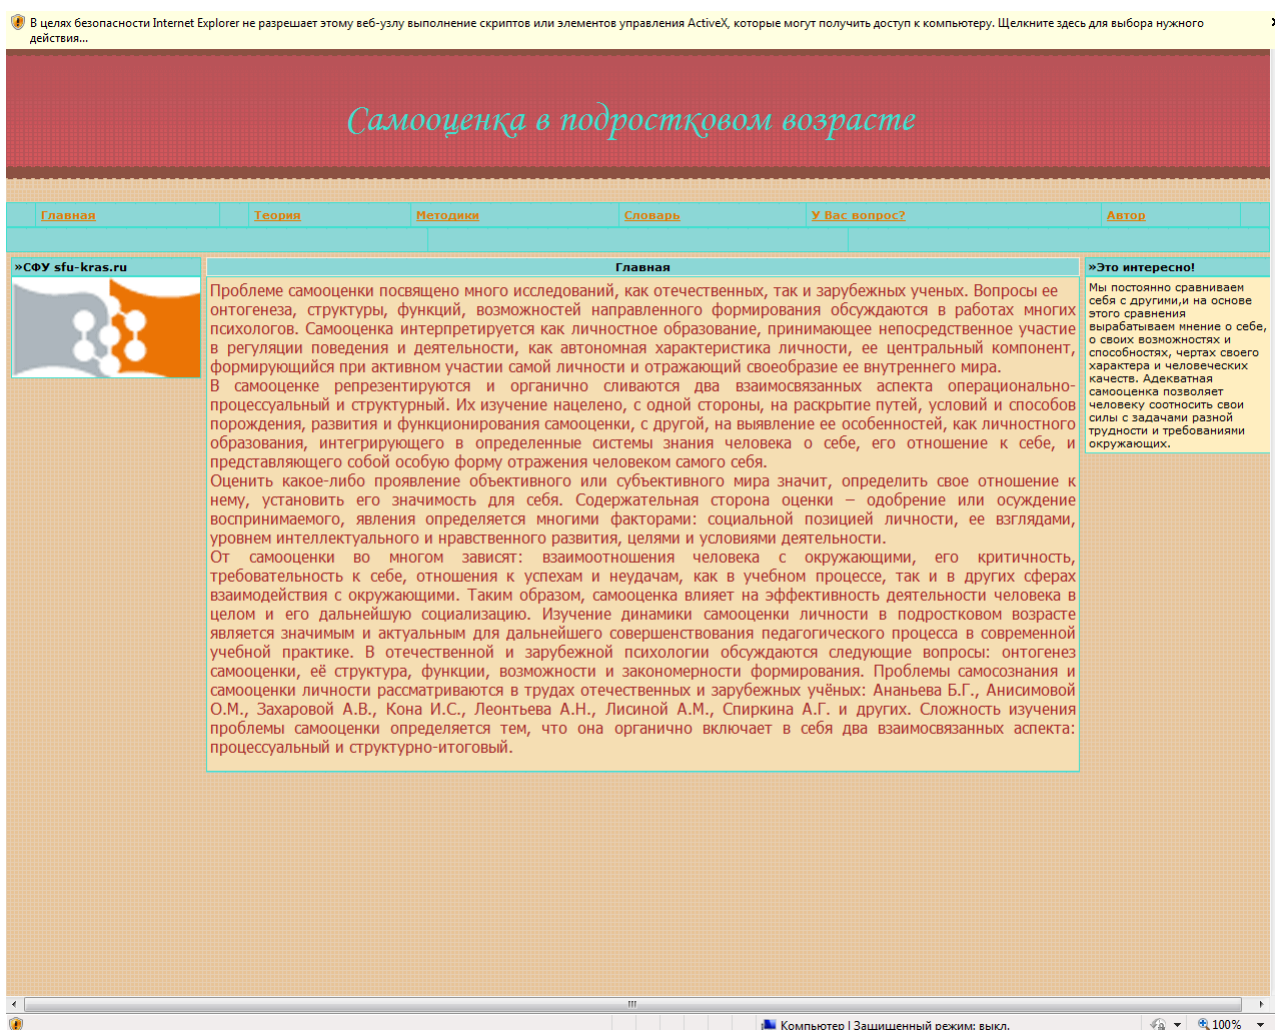 В целях безопасности Internet Explorer не разрешает этому веб-узлу выполнение скриптов или элементов управления ActiveX, которые могут получить доступ к компьютеру. Щелкните здесь для выбора нужного
действия...
Самооценка в подростковом возрасте
Главная Теория Методики Словарь У Вас вопрос? Автор
»СФУ sfu-kras.ru
Главная
Проблеме самооценки посвящено много исследований, как отечественных, так и зарубежных ученых. Вопросы ее
онтогенеза, структуры, функций, возможностей направленного формирования обсуждаются в работах многих
психологов. Самооценка интерпретируется как личностное образование, принимающее непосредственное участие
в регуляции поведения и деятельности, как автономная характеристика личности, ее центральный компонент,
формирующийся при активном участии самой личности и отражающий своеобразие ее внутреннего мира.
В самооценке репрезентируются и органично сливаются два взаимосвязанных аспекта операционально-
процессуальный и структурный. Их изучение нацелено, с одной стороны, на раскрытие путей, условий и способов
порождения, развития и функционирования самооценки, с другой, на выявление ее особенностей, как личностного
образования, интегрирующего в определенные системы знания человека о себе, его отношение к себе, и
представляющего собой особую форму отражения человеком самого себя.
Оценить какое-либо проявление объективного или субъективного мира значит, определить свое отношение к
нему, установить его значимость для себя. Содержательная сторона оценки – одобрение или осуждение
воспринимаемого, явления определяется многими факторами: социальной позицией личности, ее взглядами,
уровнем интеллектуального и нравственного развития, целями и условиями деятельности.
От самооценки во многом зависят: взаимоотношения человека с окружающими, его критичность,
требовательность к себе, отношения к успехам и неудачам, как в учебном процессе, так и в других сферах
взаимодействия с окружающими. Таким образом, самооценка влияет на эффективность деятельности человека в
целом и его дальнейшую социализацию. Изучение динамики самооценки личности в подростковом возрасте
является значимым и актуальным для дальнейшего совершенствования педагогического процесса в современной
учебной практике. В отечественной и зарубежной психологии обсуждаются следующие вопросы: онтогенез
самооценки, её структура, функции, возможности и закономерности формирования. Проблемы самосознания и
самооценки личности рассматриваются в трудах отечественных и зарубежных учёных: Ананьева Б.Г., Анисимовой
О.М., Захаровой А.В., Кона И.С., Леонтьева А.Н., Лисиной А.М., Спиркина А.Г. и других. Сложность изучения
проблемы самооценки определяется тем, что она органично включает в себя два взаимосвязанных аспекта:
процессуальный и структурно-итоговый.
»Это интересно!
Мы постоянно сравниваем
себя с другими,и на основе
этого сравнения
вырабатываем мнение о себе,
о своих возможностях и
способностях, чертах своего
характера и человеческих
качеств. Адекватная
самооценка позволяет
человеку соотносить свои
силы с задачами разной
трудности и требованиями
окружающих.
Компьютер | Защищенный режим: выкл.
100%